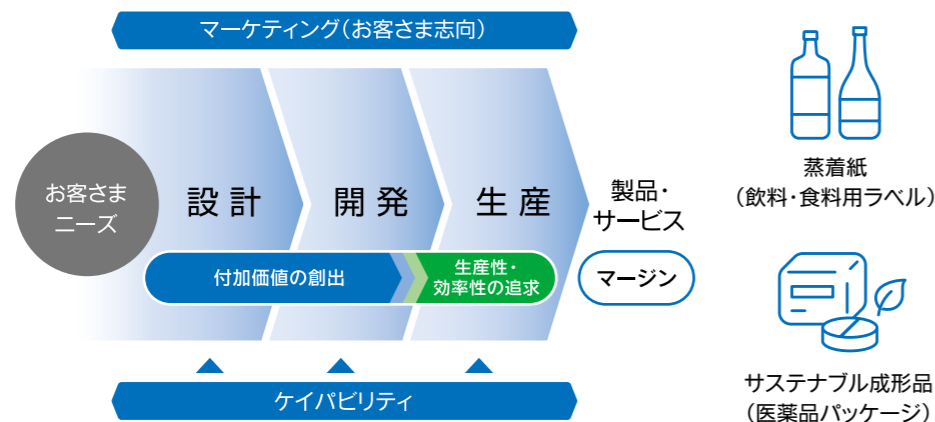 マーケティング(お客さま志向)
お客さま
ニーズ
設計
開発
生産
製品・
サービス
付加価値の創出
生産性・
効率性の追求
マージン
ケイパビリティ
蒸着紙
(飲料・食料用ラベル)
サステナブル成形品
(医薬品パッケージ)